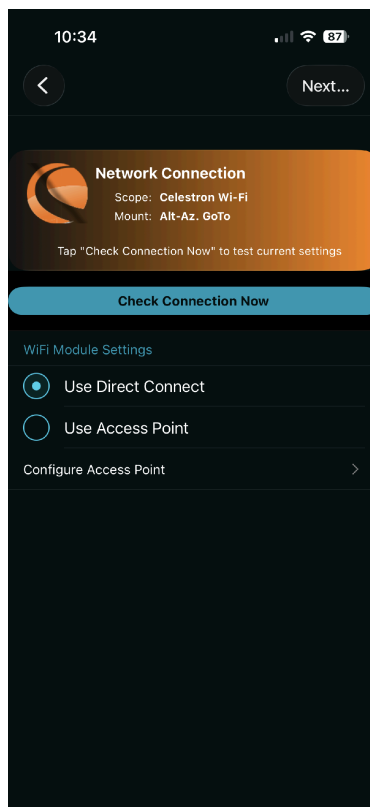 10:34
87
Next...
Network Connection
Scope: Celestron Wi-Fi
Mount: Alt-Az. GoTo
Tap "Check Connection Now" to test current settings
Check Connection Now
WiFi Module Settings
Use Direct Connect
Use Access Point
Configure Access Point